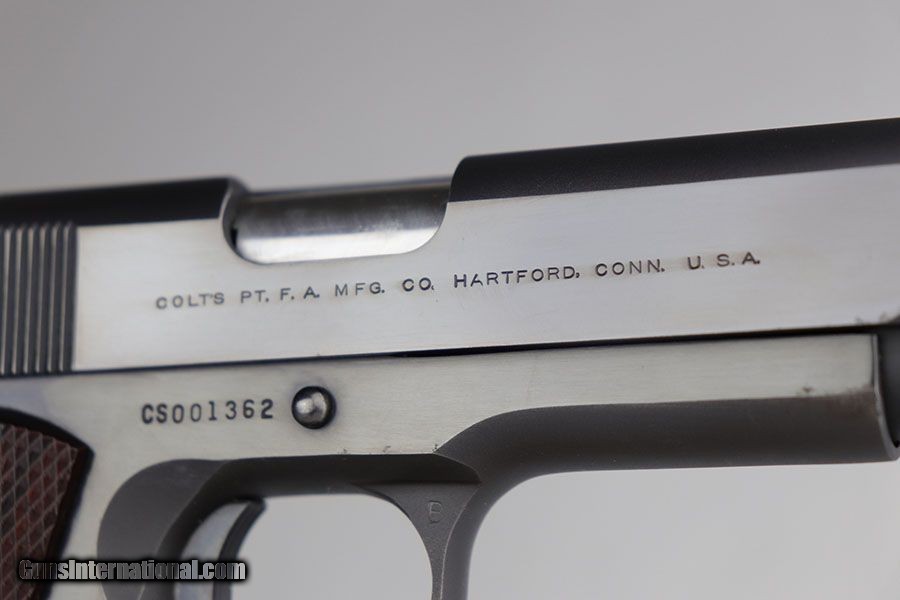 COLT'S PT. F. A. MFG. CO. HARTFORD, CONN. U. S. A.
CS001362
B
GunsInternational.com